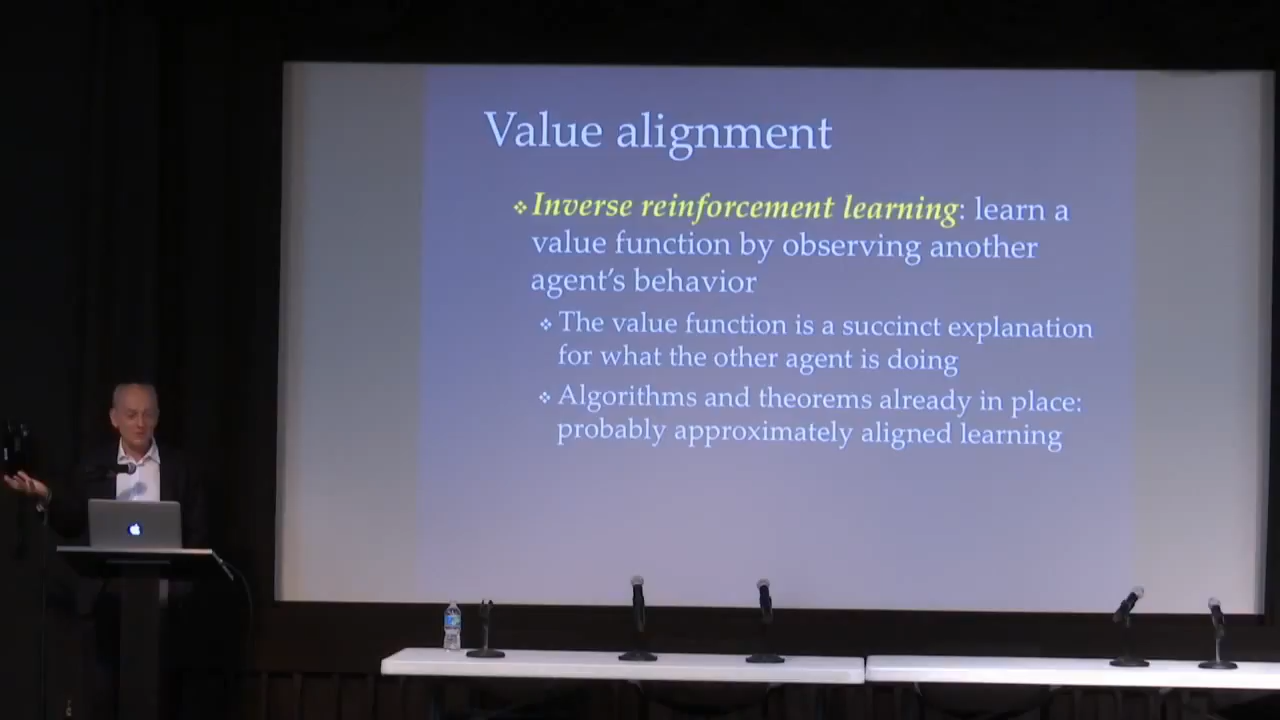 Value alignment
❖Inverse reinforcement learning: learn a
value function by observing another
agent's behavior
❖The value function is a succinct explanation
for what the other agent is doing
❖Algorithms and theorems already in place:
probably approximately aligned learning